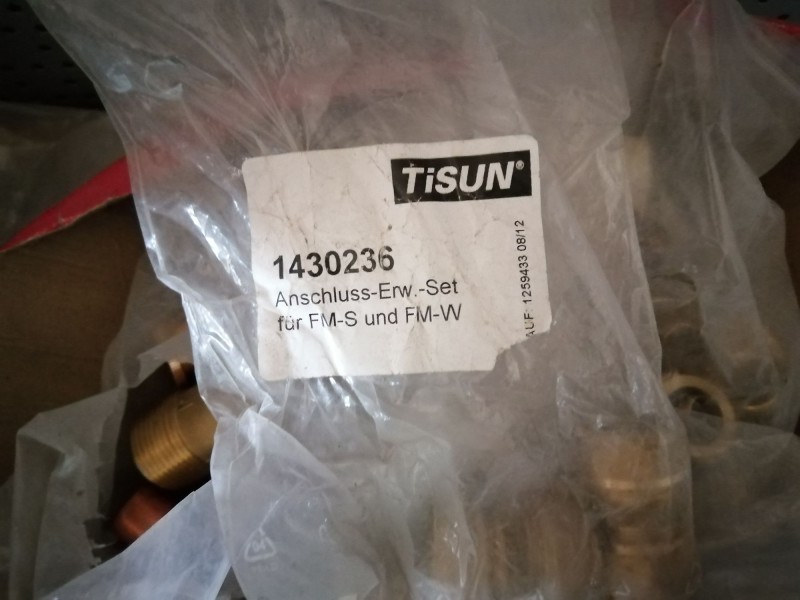 TiSUN®
1430236
Anschluss-Erw.-Set
für FM-S und FM-W
AUF: 1259433 08/12